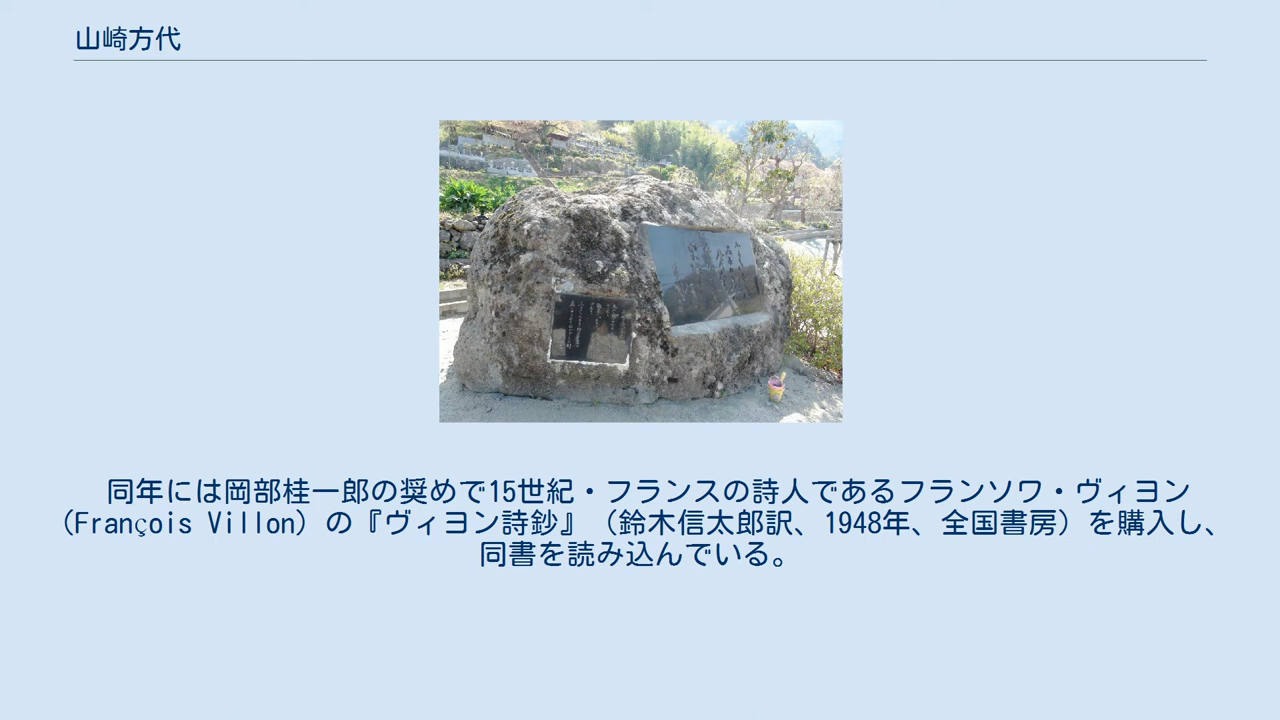 山崎方代
同年には岡部桂一郎の奨めで15世紀・フランスの詩人であるフランソワ・ヴィヨン
（François Villon）の『ヴィヨン詩鈔』（鈴木信太郎訳、1948年、全国書房）を購入し、
同書を読み込んでいる。